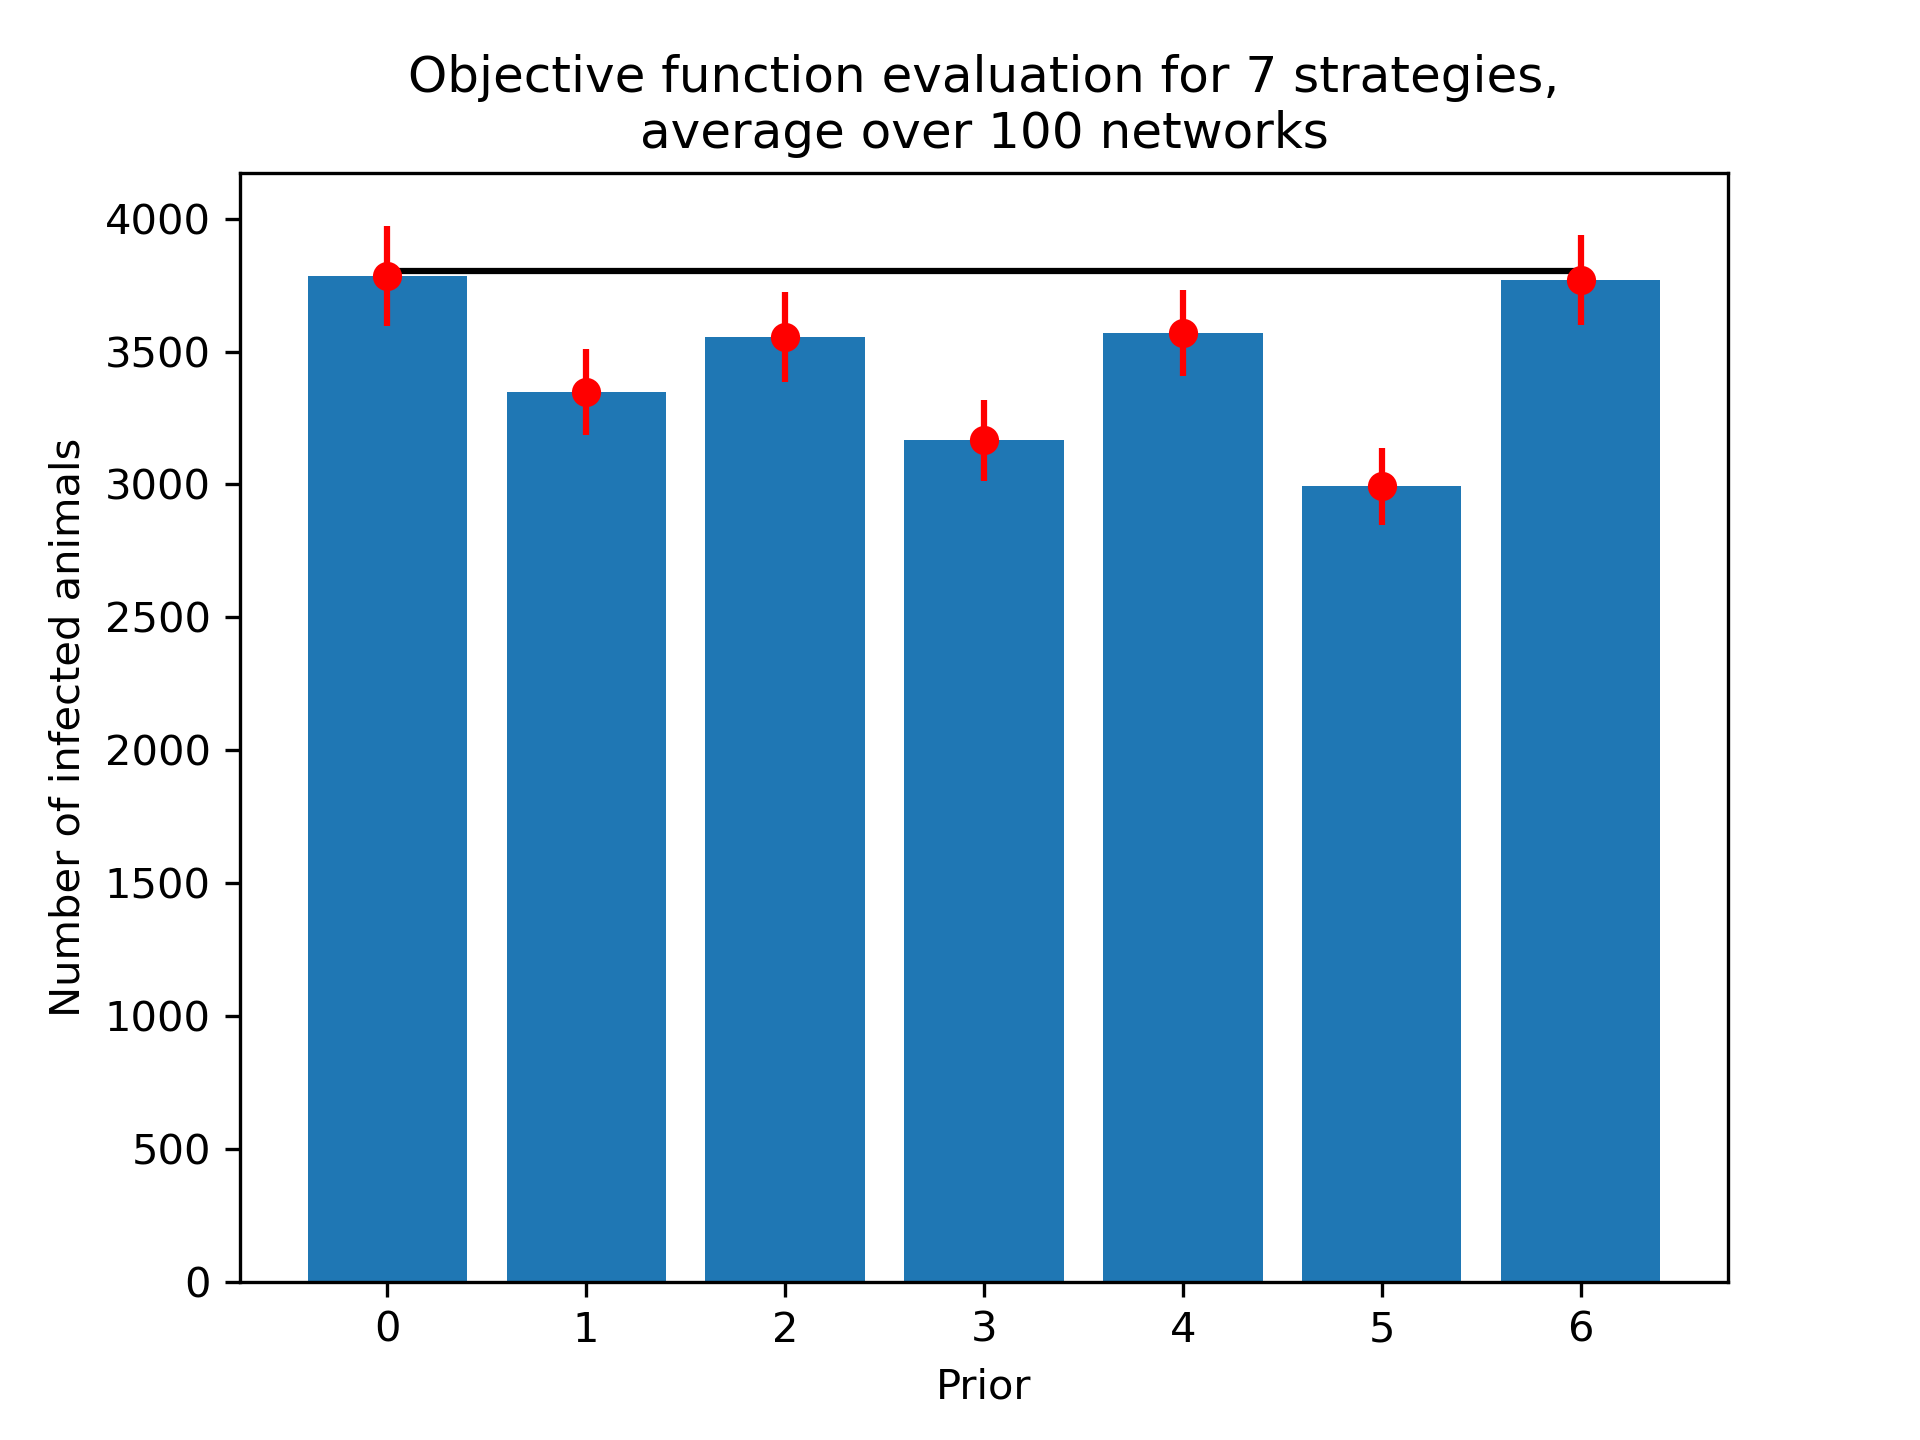 Objective function evaluation for 7 strategies,
average over 100 networks
4000
3500
3000
2500
2000
1500
1000
500
0
Number of infected animals
0 1 2 3 4 5 6
Prior